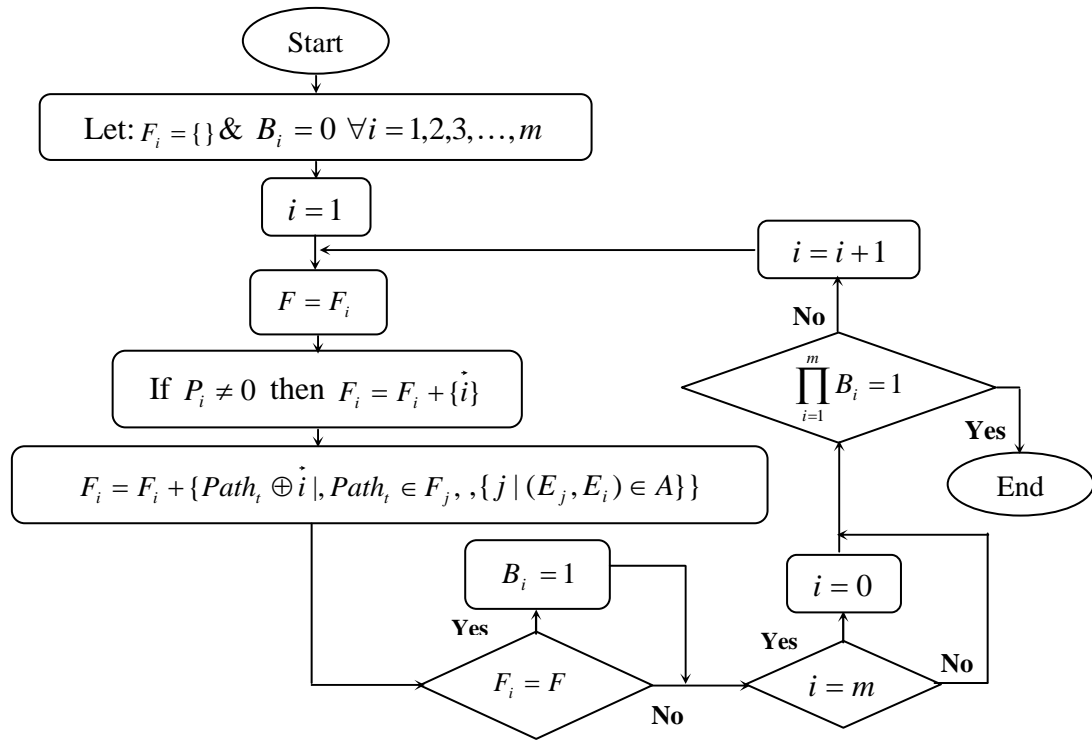 Start
Let: F_i = {} & B_i = 0 ∀i = 1,2,3,…,m
i = 1
F = F_i
If P_i ≠ 0 then F_i = F_i + {i}
F_i = F_i + {Path_t ⊕ i |, Path_t ∈ F_j , ,{ j | (E_j, E_i) ∈ A}}
F_i = F
Yes
B_i = 1
No
i = m
Yes
i = 0
No
∏_{i=1}^{m} B_i = 1
No
i = i + 1
Yes
End